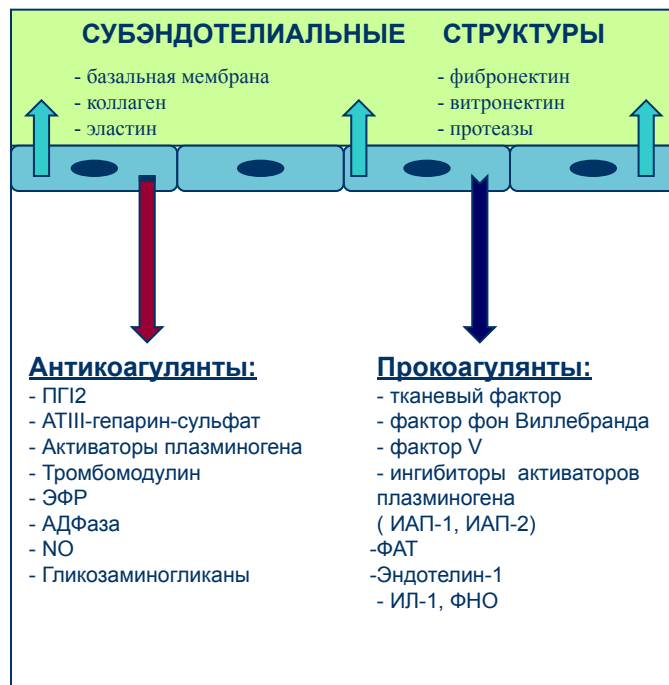 СУБЭНДОТЕЛИАЛЬНЫЕ СТРУКТУРЫ
- базальная мембрана
- коллаген
- эластин
- фибронектин
- витронектин
- протеазы
Антикоагулянты:
- ПГI2
- АТIII-гепарин-сульфат
- Активаторы плазминогена
- Тромбомодулин
- ЭФР
- АДФаза
- NO
- Гликозаминогликаны
Прокоагулянты:
- тканевый фактор
- фактор фон Виллебранда
- фактор V
- ингибиторы активаторов
плазминогена
( ИАП-1, ИАП-2)
-ФАТ
-Эндотелин-1
- ИЛ-1, ФНО